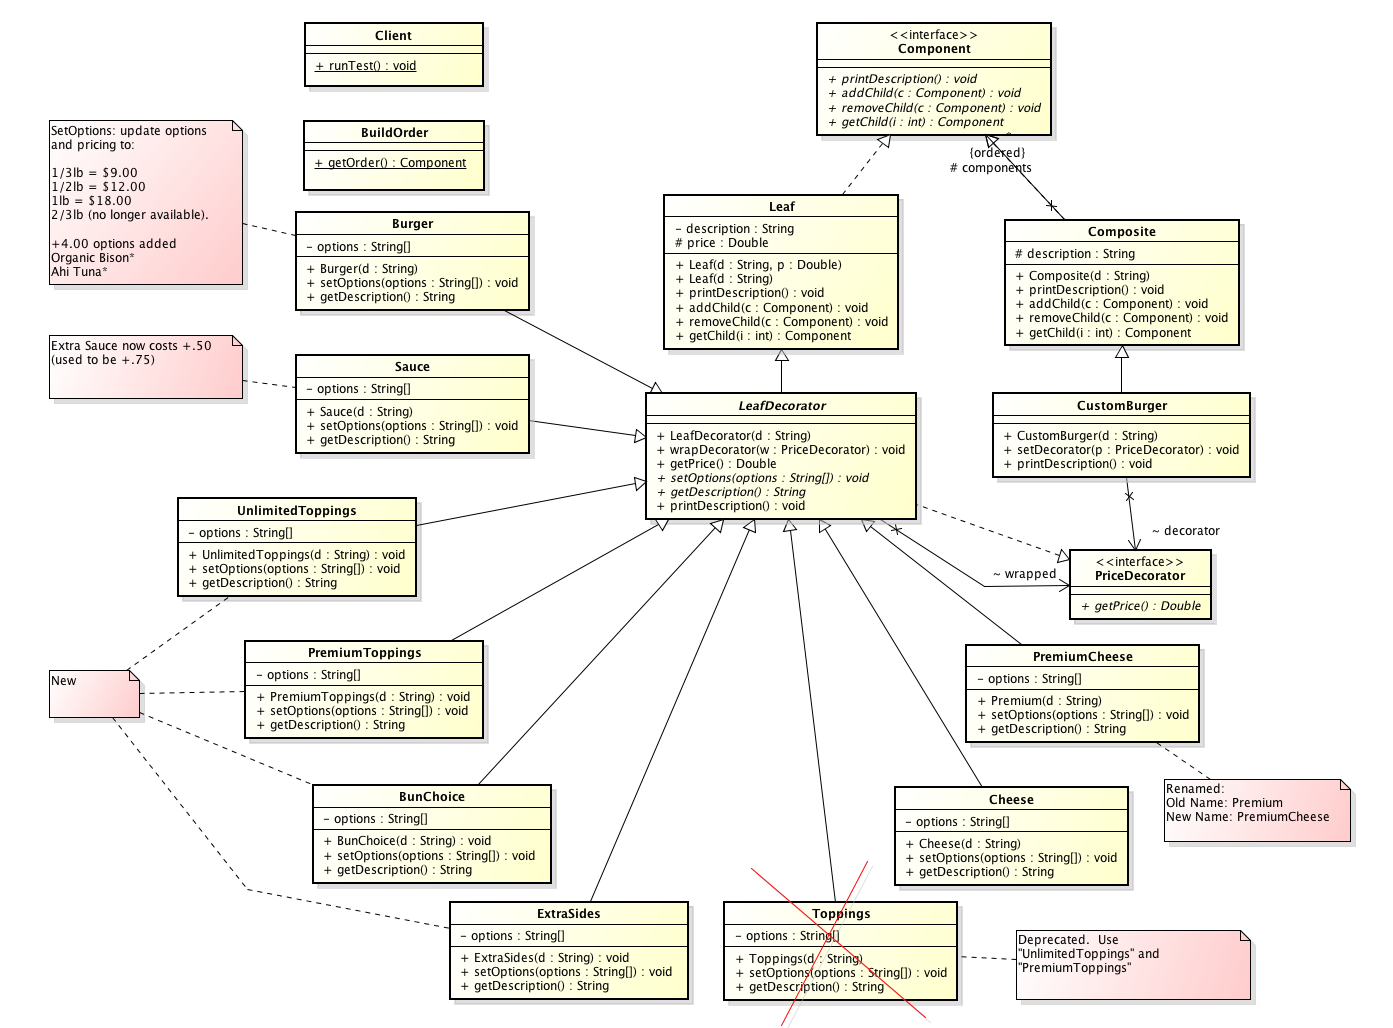 Client
+ runTest() : void
<<interface>>
Component
+ printDescription() : void
+ addChild(c : Component) : void
+ removeChild(c : Component) : void
+ getChild(i : int) : Component
SetOptions: update options
and pricing to:
1/3lb = $9.00
1/2lb = $12.00
1lb = $18.00
2/3lb (no longer available).
+4.00 options added
Organic Bison*
Ahi Tuna*
BuildOrder
+ getOrder() : Component
{ordered}
# components
Burger
− options : String[]
+ Burger(d : String)
+ setOptions(options : String[]) : void
+ getDescription() : String
Leaf
− description : String
# price : Double
+ Leaf(d : String, p : Double)
+ Leaf(d : String)
+ printDescription() : void
+ addChild(c : Component) : void
+ removeChild(c : Component) : void
+ getChild(i : int) : Component
Composite
# description : String
+ Composite(d : String)
+ printDescription() : void
+ addChild(c : Component) : void
+ removeChild(c : Component) : void
+ getChild(i : int) : Component
Extra Sauce now costs +.50
(used to be +.75)
Sauce
− options : String[]
+ Sauce(d : String)
+ setOptions(options : String[]) : void
+ getDescription() : String
LeafDecorator
+ LeafDecorator(d : String)
+ wrapDecorator(w : PriceDecorator) : void
+ getPrice() : Double
+ setOptions(options : String[]) : void
+ getDescription() : String
+ printDescription() : void
CustomBurger
+ CustomBurger(d : String)
+ setDecorator(p : PriceDecorator) : void
+ printDescription() : void
UnlimitedToppings
− options : String[]
+ UnlimitedToppings(d : String) : void
+ setOptions(options : String[]) : void
+ getDescription() : String
~ decorator
~ wrapped
<<interface>>
PriceDecorator
+ getPrice() : Double
New
PremiumToppings
− options : String[]
+ PremiumToppings(d : String) : void
+ setOptions(options : String[]) : void
+ getDescription() : String
PremiumCheese
− options : String[]
+ Premium(d : String)
+ setOptions(options : String[]) : void
+ getDescription() : String
BunChoice
− options : String[]
+ BunChoice(d : String) : void
+ setOptions(options : String[]) : void
+ getDescription() : String
Cheese
− options : String[]
+ Cheese(d : String)
+ setOptions(options : String[]) : void
+ getDescription() : String
Renamed:
Old Name: Premium
New Name: PremiumCheese
ExtraSides
− options : String[]
+ ExtraSides(d : String) : void
+ setOptions(options : String[]) : void
+ getDescription() : String
Toppings
− options : String[]
+ Toppings(d : String)
+ setOptions(options : String[]) : void
+ getDescription() : String
Deprecated.  Use
"UnlimitedToppings" and
"PremiumToppings"